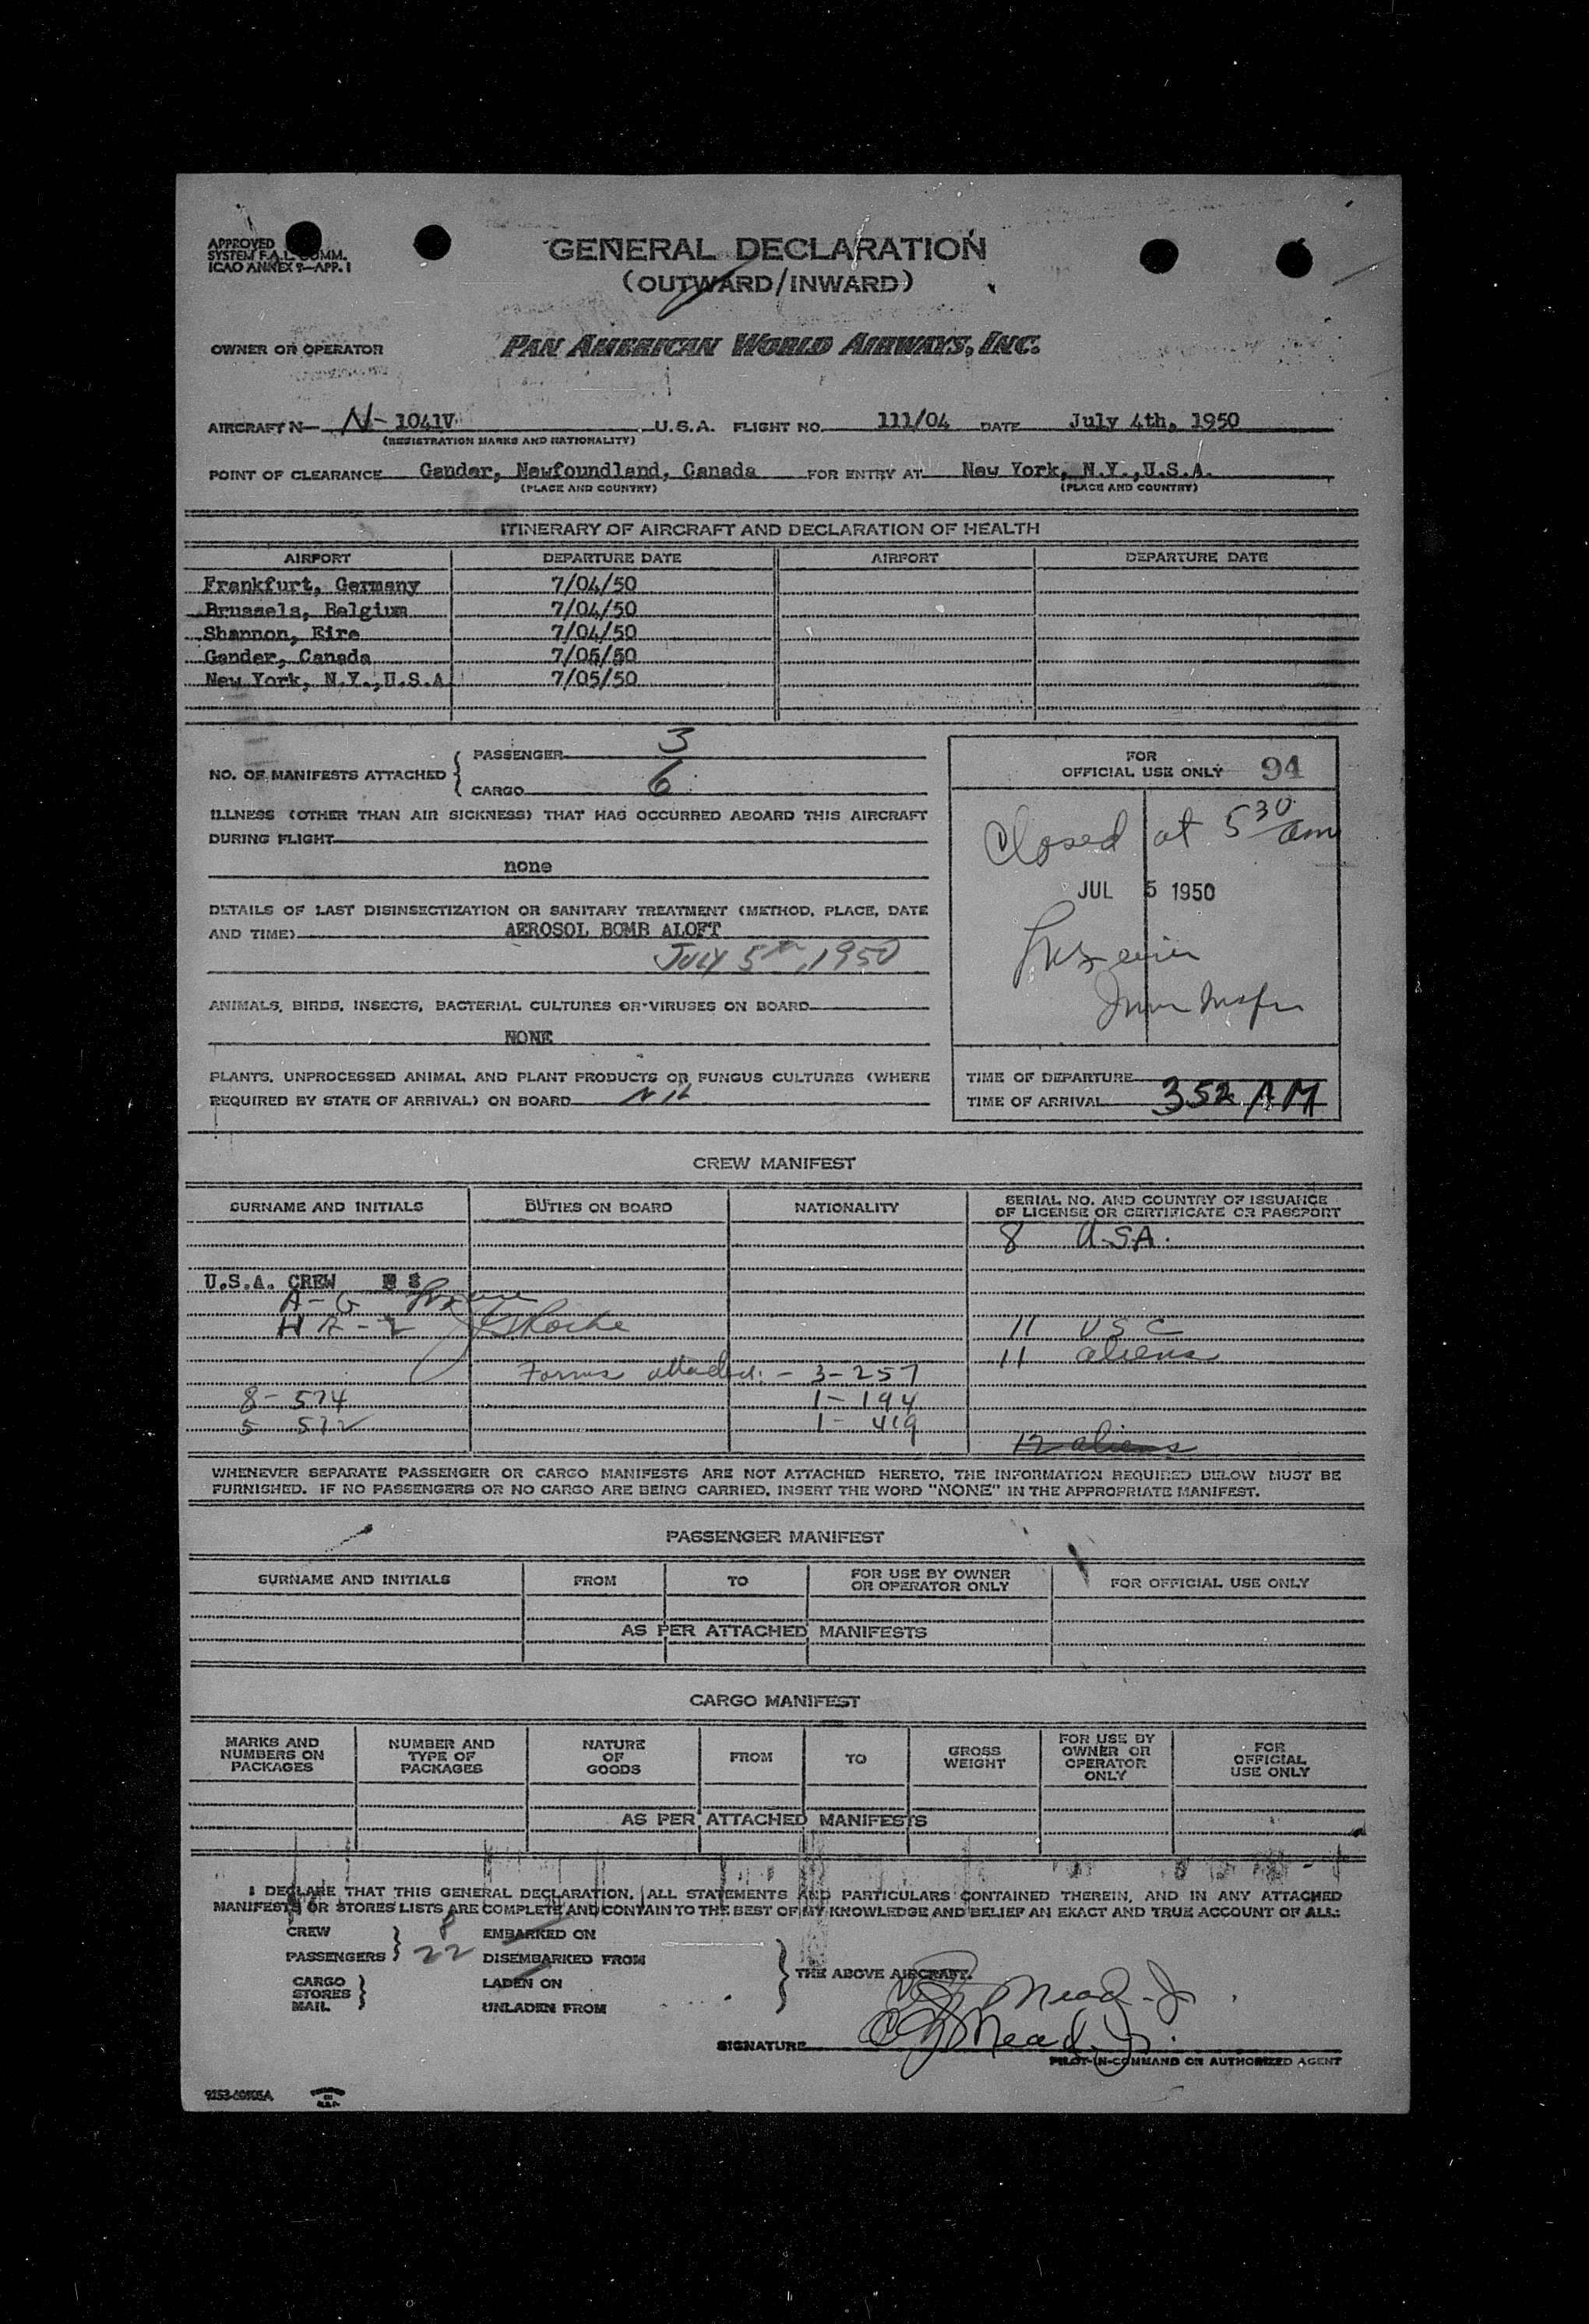 APPROVED
SYSTEM F.A.L. COMM.
ICAO ANNEX 9—APP. 1
GENERAL DECLARATION
(OUTWARD/INWARD)
OWNER OR OPERATOR PAN AMERICAN WORLD AIRWAYS, INC.
AIRCRAFT N— N- 1041V U.S.A. FLIGHT NO. 111/04 DATE July 4th, 1950
(REGISTRATION MARKS AND NATIONALITY)
POINT OF CLEARANCE Gander, Newfoundland, Canada FOR ENTRY AT New York, N.Y.,U.S.A.
(PLACE AND COUNTRY) (PLACE AND COUNTRY)
ITINERARY OF AIRCRAFT AND DECLARATION OF HEALTH
AIRPORT DEPARTURE DATE AIRPORT DEPARTURE DATE
Frankfurt, Germany 7/04/50
Brussels, Belgium 7/04/50
Shannon, Eire 7/04/50
Gander, Canada 7/05/50
New York, N.Y.,U.S.A 7/05/50
NO. OF MANIFESTS ATTACHED { PASSENGER 3
CARGO 6
FOR
OFFICIAL USE ONLY 94
ILLNESS (OTHER THAN AIR SICKNESS) THAT HAS OCCURRED ABOARD THIS AIRCRAFT
DURING FLIGHT
none
Closed at 5 30 am
JUL 5 1950
DETAILS OF LAST DISINSECTIZATION OR SANITARY TREATMENT (METHOD, PLACE, DATE
AND TIME) AEROSOL BOMB ALOFT
JULY 5th, 1950
ANIMALS, BIRDS, INSECTS, BACTERIAL CULTURES OR VIRUSES ON BOARD
NONE
PLANTS, UNPROCESSED ANIMAL AND PLANT PRODUCTS OR FUNGUS CULTURES (WHERE
REQUIRED BY STATE OF ARRIVAL) ON BOARD NIL
TIME OF DEPARTURE
TIME OF ARRIVAL 352 AM
CREW MANIFEST
SURNAME AND INITIALS DUTIES ON BOARD NATIONALITY SERIAL NO. AND COUNTRY OF ISSUANCE
OF LICENSE OR CERTIFICATE OR PASSPORT
8 U.S.A.
U.S.A. CREW
A-G
H Z-2 11 USC
11 aliens
Forms attached: - 3-257
8- 574 1- 194
5 572 1- 419
12 aliens
WHENEVER SEPARATE PASSENGER OR CARGO MANIFESTS ARE NOT ATTACHED HERETO, THE INFORMATION REQUIRED BELOW MUST BE
FURNISHED. IF NO PASSENGERS OR NO CARGO ARE BEING CARRIED, INSERT THE WORD "NONE" IN THE APPROPRIATE MANIFEST.
PASSENGER MANIFEST
SURNAME AND INITIALS FROM TO FOR USE BY OWNER
OR OPERATOR ONLY FOR OFFICIAL USE ONLY
AS PER ATTACHED MANIFESTS
CARGO MANIFEST
MARKS AND
NUMBERS ON
PACKAGES NUMBER AND
TYPE OF
PACKAGES NATURE
OF
GOODS FROM TO GROSS
WEIGHT FOR USE BY
OWNER OR
OPERATOR
ONLY FOR
OFFICIAL
USE ONLY
AS PER ATTACHED MANIFESTS
I DECLARE THAT THIS GENERAL DECLARATION, ALL STATEMENTS AND PARTICULARS CONTAINED THEREIN, AND IN ANY ATTACHED
MANIFESTS OR STORES LISTS ARE COMPLETE AND CONTAIN TO THE BEST OF MY KNOWLEDGE AND BELIEF AN EXACT AND TRUE ACCOUNT OF ALL:
CREW 8 EMBARKED ON
PASSENGERS 22 DISEMBARKED FROM
CARGO LADEN ON
STORES
MAIL UNLADEN FROM
THE ABOVE AIRCRAFT.
Mead Jr
SIGNATURE Mead Jr.
PILOT-IN-COMMAND OR AUTHORIZED AGENT